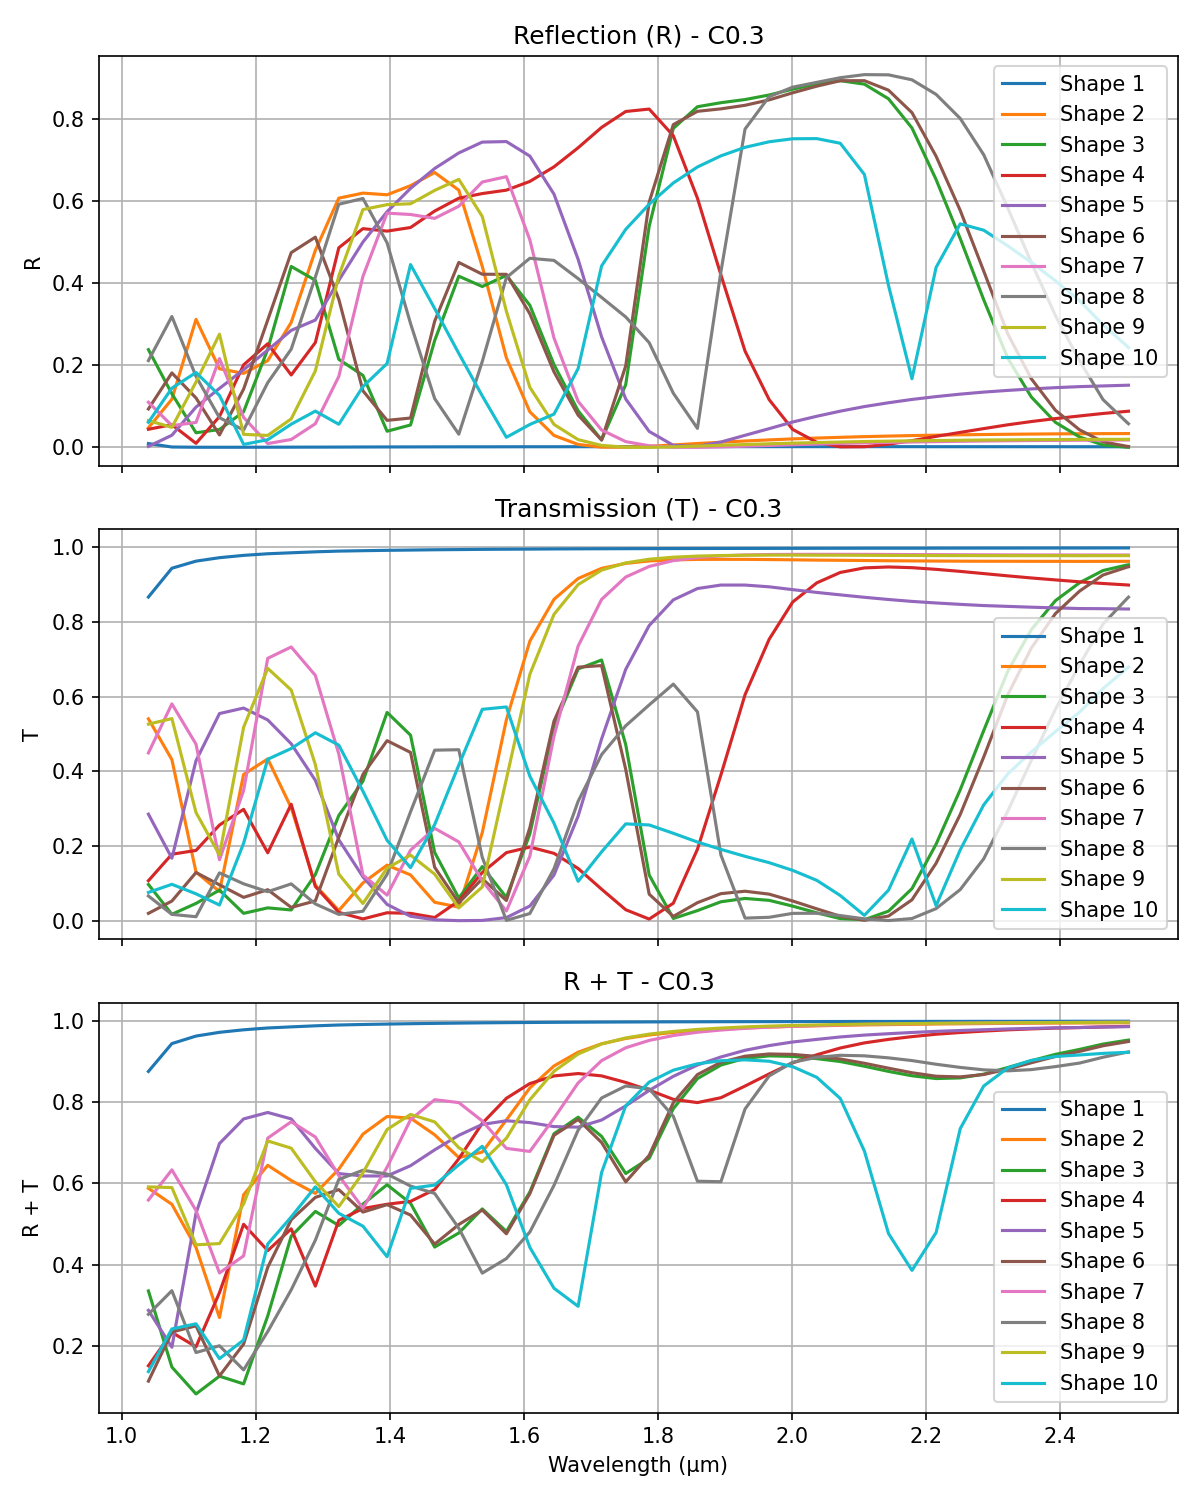 Reflection (R) - C0.3
R
0.8
0.6
0.4
0.2
0.0
Shape 1
Shape 2
Shape 3
Shape 4
Shape 5
Shape 6
Shape 7
Shape 8
Shape 9
Shape 10
Transmission (T) - C0.3
T
1.0
0.8
0.6
0.4
0.2
0.0
Shape 1
Shape 2
Shape 3
Shape 4
Shape 5
Shape 6
Shape 7
Shape 8
Shape 9
Shape 10
R + T - C0.3
R + T
1.0
0.8
0.6
0.4
0.2
Shape 1
Shape 2
Shape 3
Shape 4
Shape 5
Shape 6
Shape 7
Shape 8
Shape 9
Shape 10
1.0 1.2 1.4 1.6 1.8 2.0 2.2 2.4
Wavelength (μm)